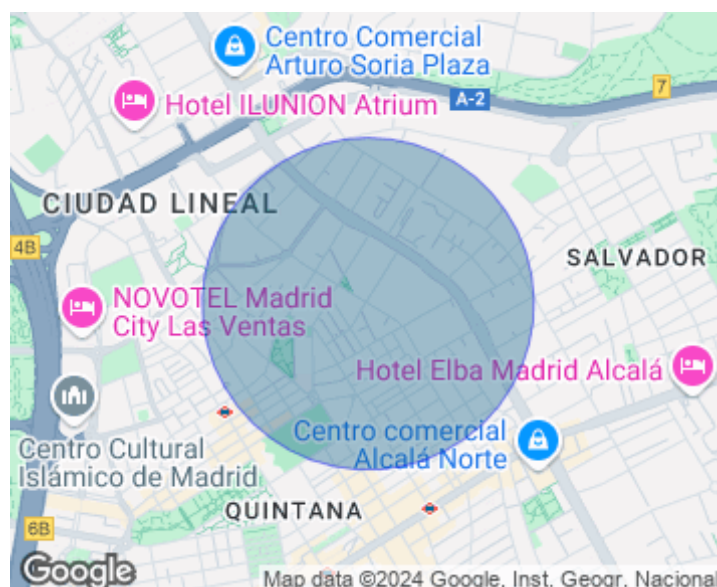 Centro Comercial
Arturo Soria Plaza
Hotel ILUNION Atrium
A-2
7
CIUDAD LINEAL
4B
SALVADOR
NOVOTEL Madrid
City Las Ventas
Hotel Elba Madrid Alcalá
Centro Cultural
Islámico de Madrid
Centro comercial
Alcalá Norte
QUINTANA
6B
Google
Map data ©2024 Google, Inst. Geogr. Nacional